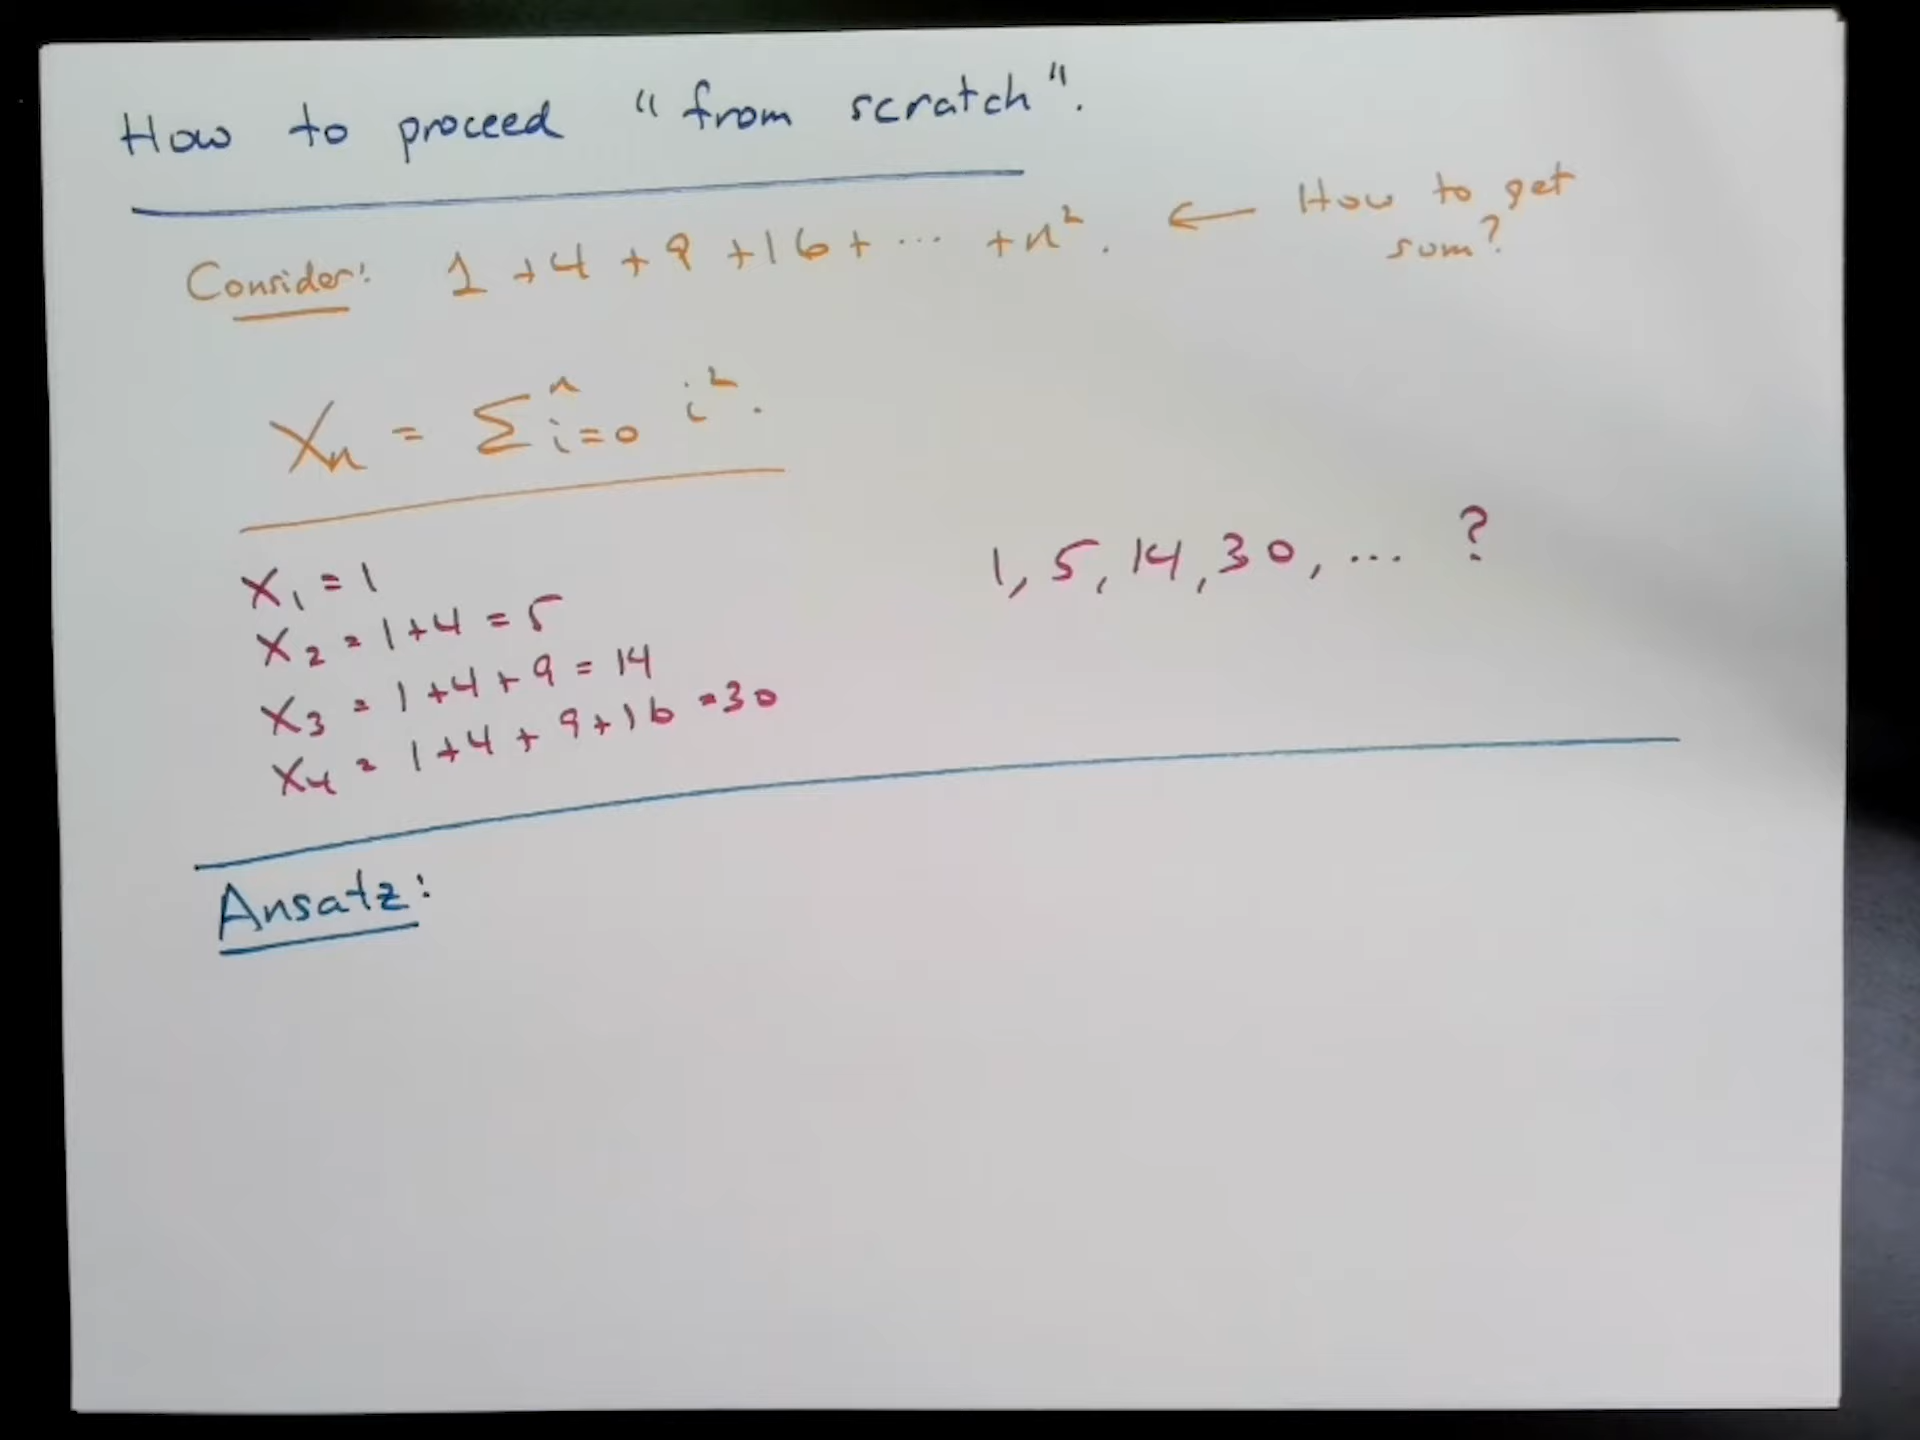 How to proceed "from scratch".
Consider: 1 + 4 + 9 + 16 + ... + n². ← How to get
sum?
Xn = Σ^n_{i=0} i².
X₁ = 1
1, 5, 14, 30, ... ?
X₂ = 1+4 = 5
X₃ = 1+4+9 = 14
X₄ = 1+4+9+16 = 30
Ansatz: